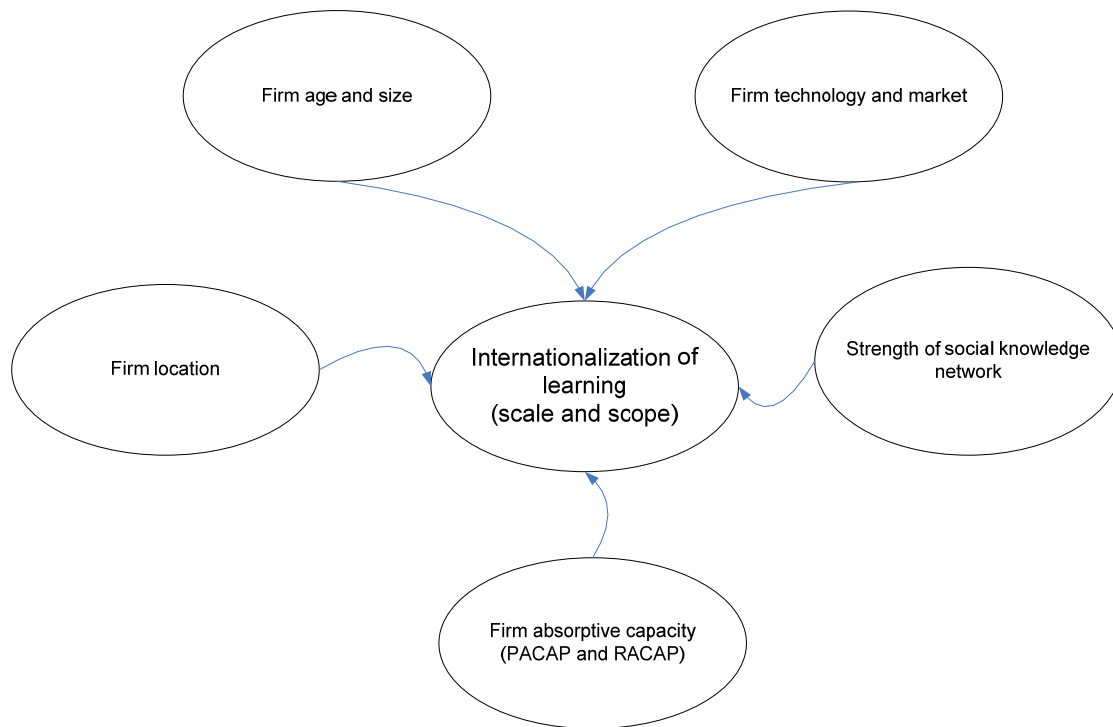 Firm age and size
Firm technology and market
Firm location
Internationalization of
learning
(scale and scope)
Strength of social knowledge
network
Firm absorptive capacity
(PACAP and RACAP)